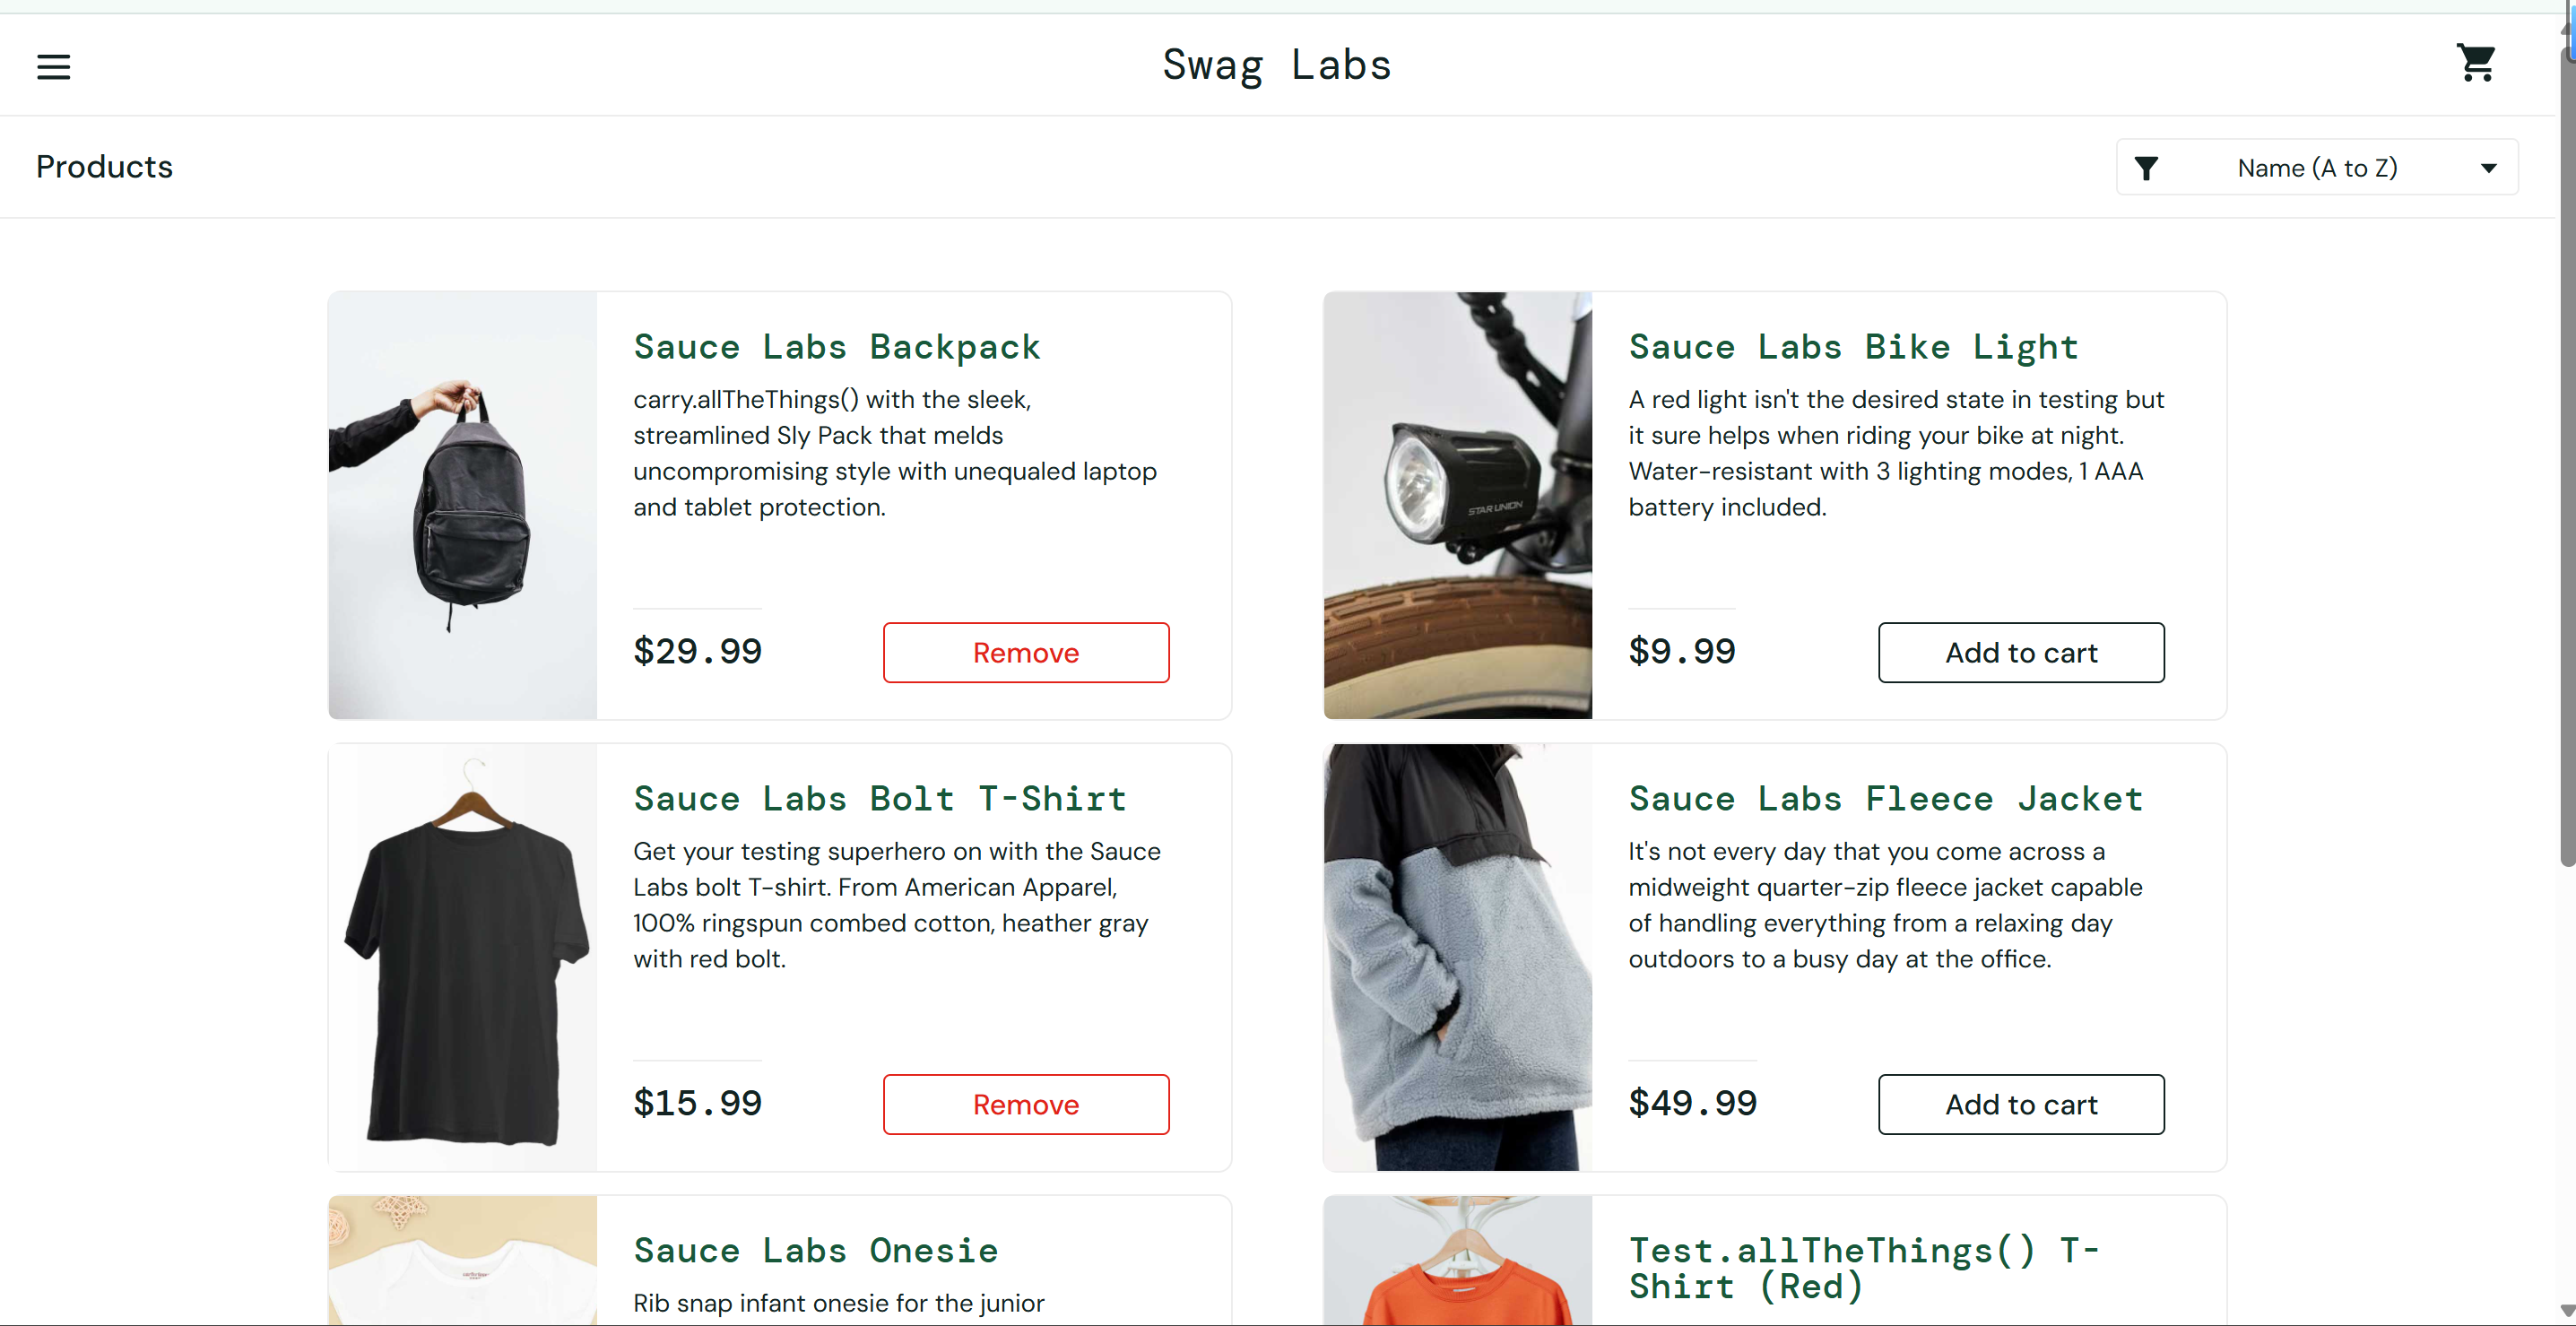 Swag Labs
Products
Name (A to Z)
Sauce Labs Backpack
carry.allTheThings() with the sleek,
streamlined Sly Pack that melds
uncompromising style with unequaled laptop
and tablet protection.
$29.99
Remove
Sauce Labs Bike Light
A red light isn't the desired state in testing but
it sure helps when riding your bike at night.
Water-resistant with 3 lighting modes, 1 AAA
battery included.
STAR UNION
$9.99
Add to cart
Sauce Labs Bolt T-Shirt
Get your testing superhero on with the Sauce
Labs bolt T-shirt. From American Apparel,
100% ringspun combed cotton, heather gray
with red bolt.
$15.99
Remove
Sauce Labs Fleece Jacket
It's not every day that you come across a
midweight quarter-zip fleece jacket capable
of handling everything from a relaxing day
outdoors to a busy day at the office.
$49.99
Add to cart
Sauce Labs Onesie
Rib snap infant onesie for the junior
Test.allTheThings() T-
Shirt (Red)